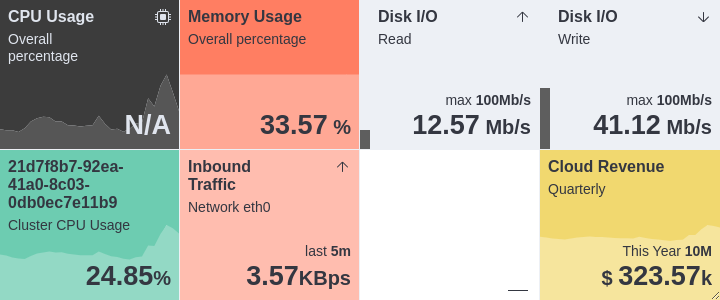 CPU Usage
Overall
percentage
N/A
Memory Usage
Overall percentage
33.57 %
Disk I/O
Read
max 100Mb/s
12.57 Mb/s
Disk I/O
Write
max 100Mb/s
41.12 Mb/s
21d7f8b7-92ea-
41a0-8c03-
0db0ec7e11b9
Cluster CPU Usage
24.85%
Inbound
Traffic
Network eth0
last 5m
3.57KBps
Cloud Revenue
Quarterly
This Year 10M
$ 323.57k